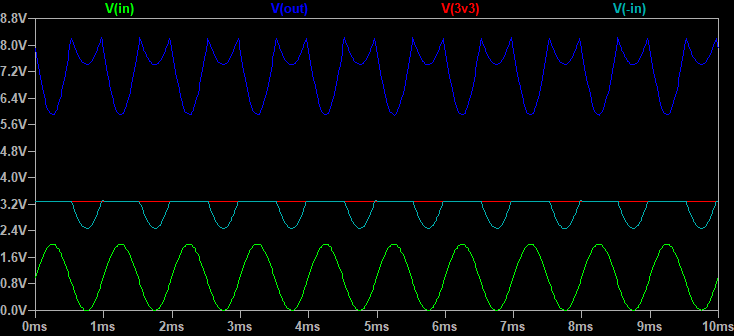 V(in) V(out) V(3v3) V(-in)
8.8V
8.0V
7.2V
6.4V
5.6V
4.8V
4.0V
3.2V
2.4V
1.6V
0.8V
0.0V
0ms 1ms 2ms 3ms 4ms 5ms 6ms 7ms 8ms 9ms 10ms